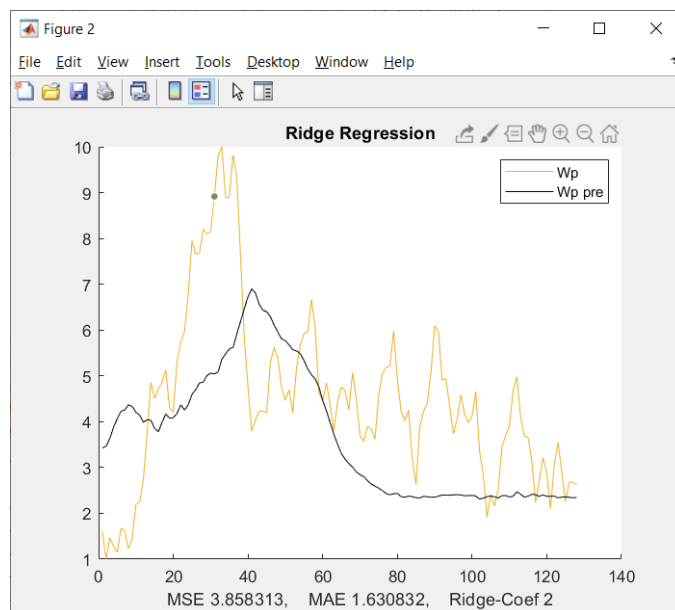 Figure 2
File Edit View Insert Tools Desktop Window Help
Ridge Regression
10
9
8
7
6
5
4
3
2
1
Wp
Wp pre
0 20 40 60 80 100 120 140
MSE 3.858313, MAE 1.630832, Ridge-Coef 2